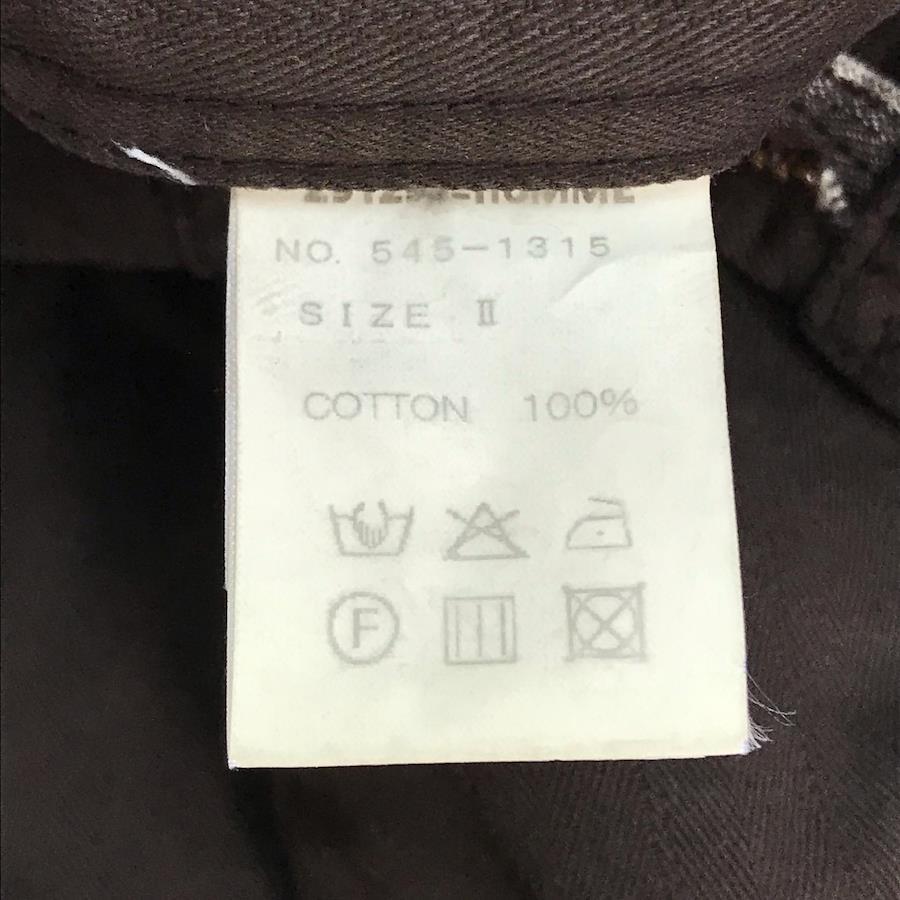 NO. 545-1315
SIZE II
COTTON 100%
F